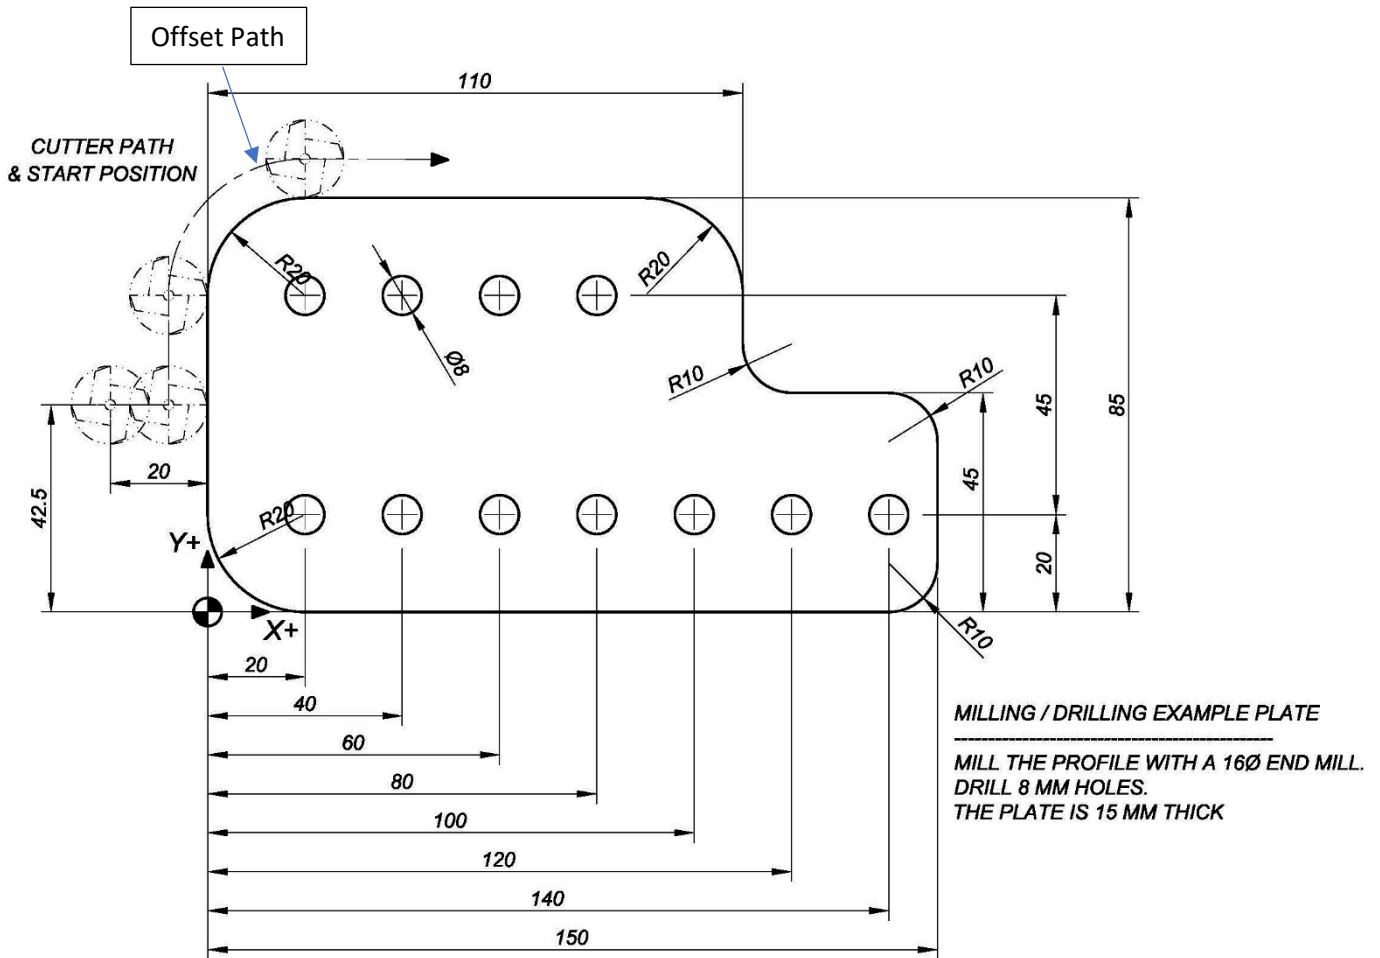 Offset Path
110
CUTTER PATH
& START POSITION
R20
R20
Ø8
R10
R10
45
85
20
42.5
R20
45
20
Y+
X+
R10
20
40
60
80
100
120
140
150
MILLING / DRILLING EXAMPLE PLATE
MILL THE PROFILE WITH A 16Ø END MILL.
DRILL 8 MM HOLES.
THE PLATE IS 15 MM THICK